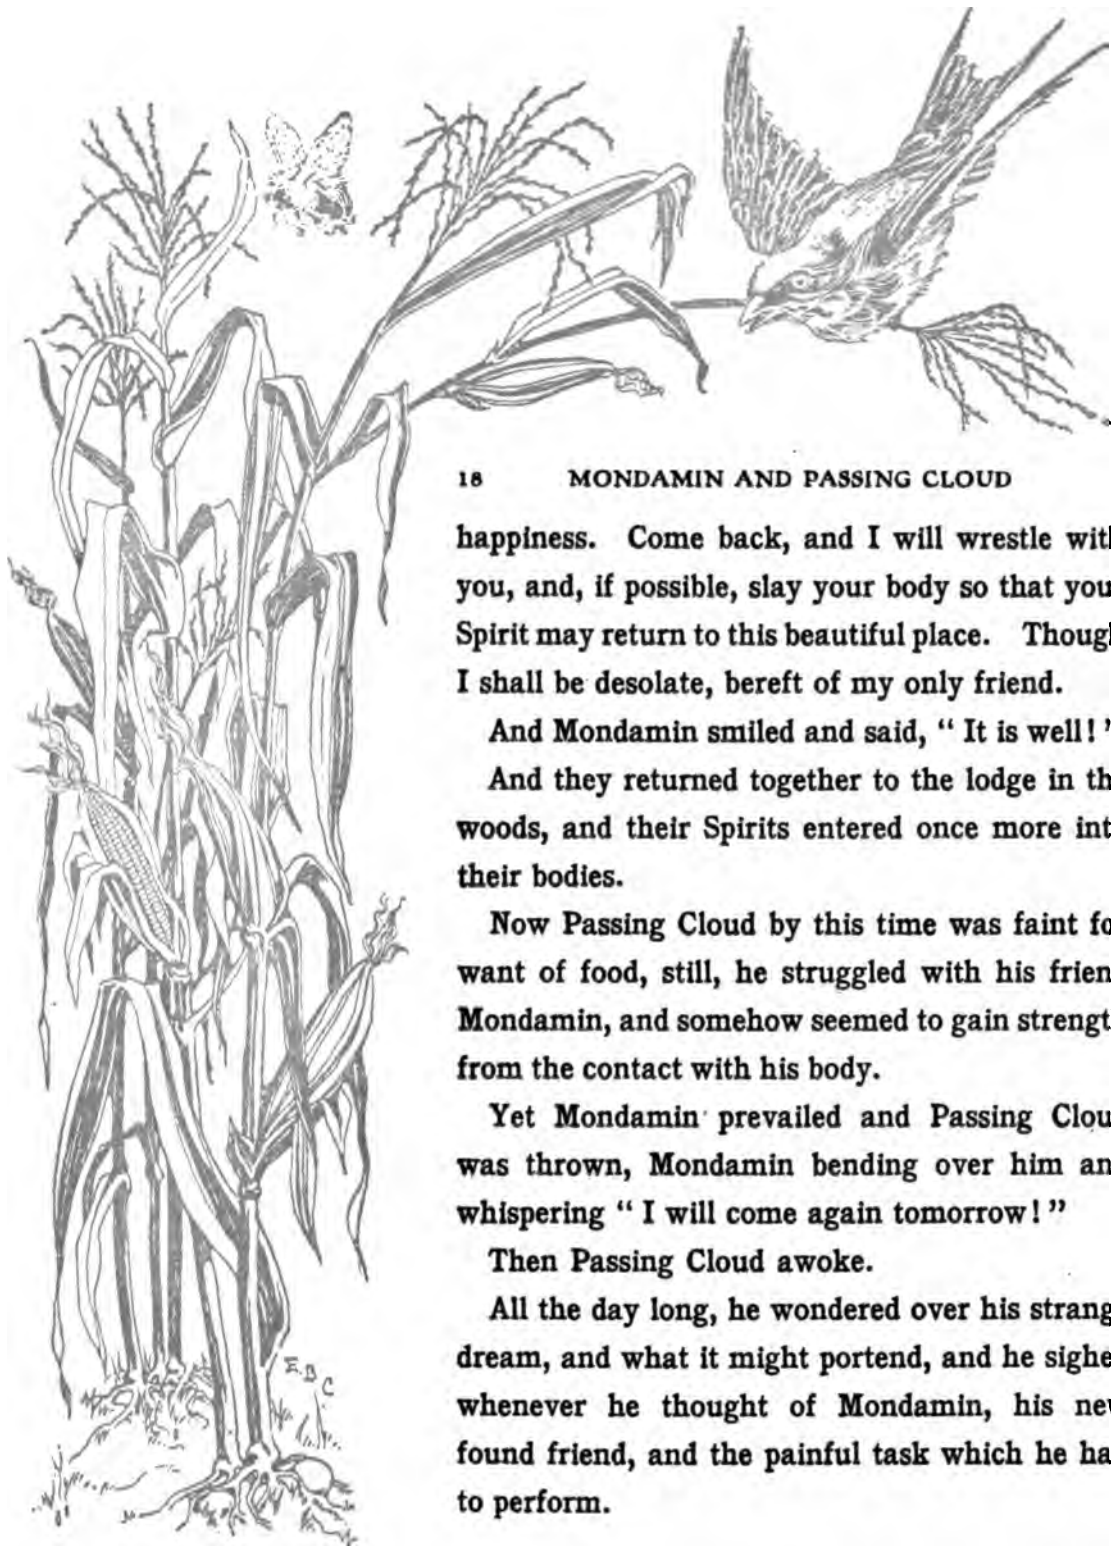 18 MONDAMIN AND PASSING CLOUD
happiness. Come back, and I will wrestle with
you, and, if possible, slay your body so that you
Spirit may return to this beautiful place. Though
I shall be desolate, bereft of my only friend.
And Mondamin smiled and said, “ It is well! ”
And they returned together to the lodge in th
woods, and their Spirits entered once more int
their bodies.
Now Passing Cloud by this time was faint fo
want of food, still, he struggled with his frien
Mondamin, and somehow seemed to gain strengt
from the contact with his body.
Yet Mondamin prevailed and Passing Clou
was thrown, Mondamin bending over him an
whispering “ I will come again tomorrow! ”
Then Passing Cloud awoke.
All the day long, he wondered over his strang
dream, and what it might portend, and he sighe
whenever he thought of Mondamin, his new
found friend, and the painful task which he ha
to perform.
E.B.C